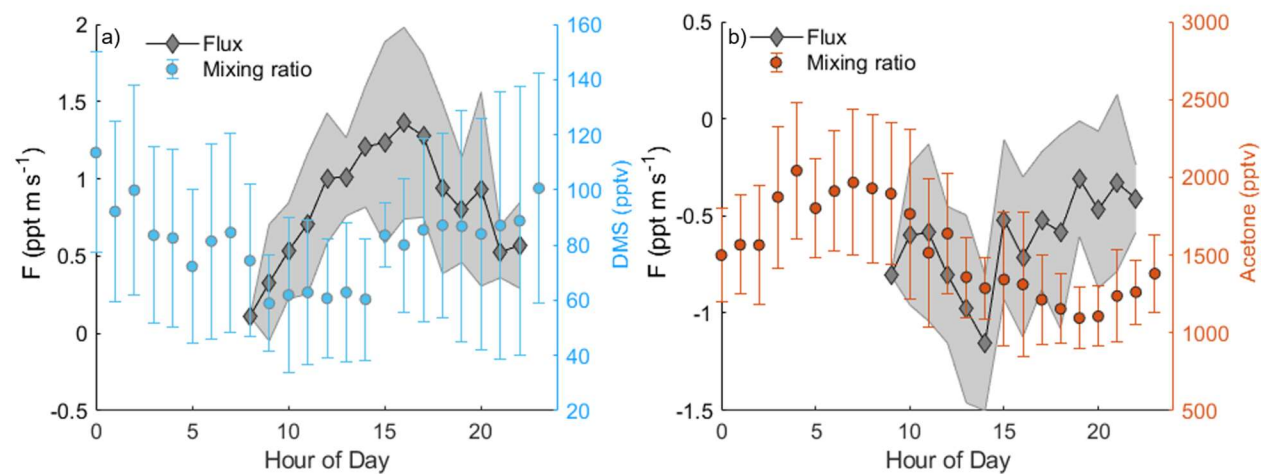 a)
Flux
Mixing ratio
2
1.5
1
0.5
0
-0.5
F (ppt m s⁻¹)
160
140
120
100
80
60
40
20
DMS (pptv)
0 5 10 15 20
Hour of Day
b)
Flux
Mixing ratio
0.5
0
-0.5
-1
-1.5
F (ppt m s⁻¹)
3000
2500
2000
1500
1000
500
Acetone (pptv)
0 5 10 15 20
Hour of Day